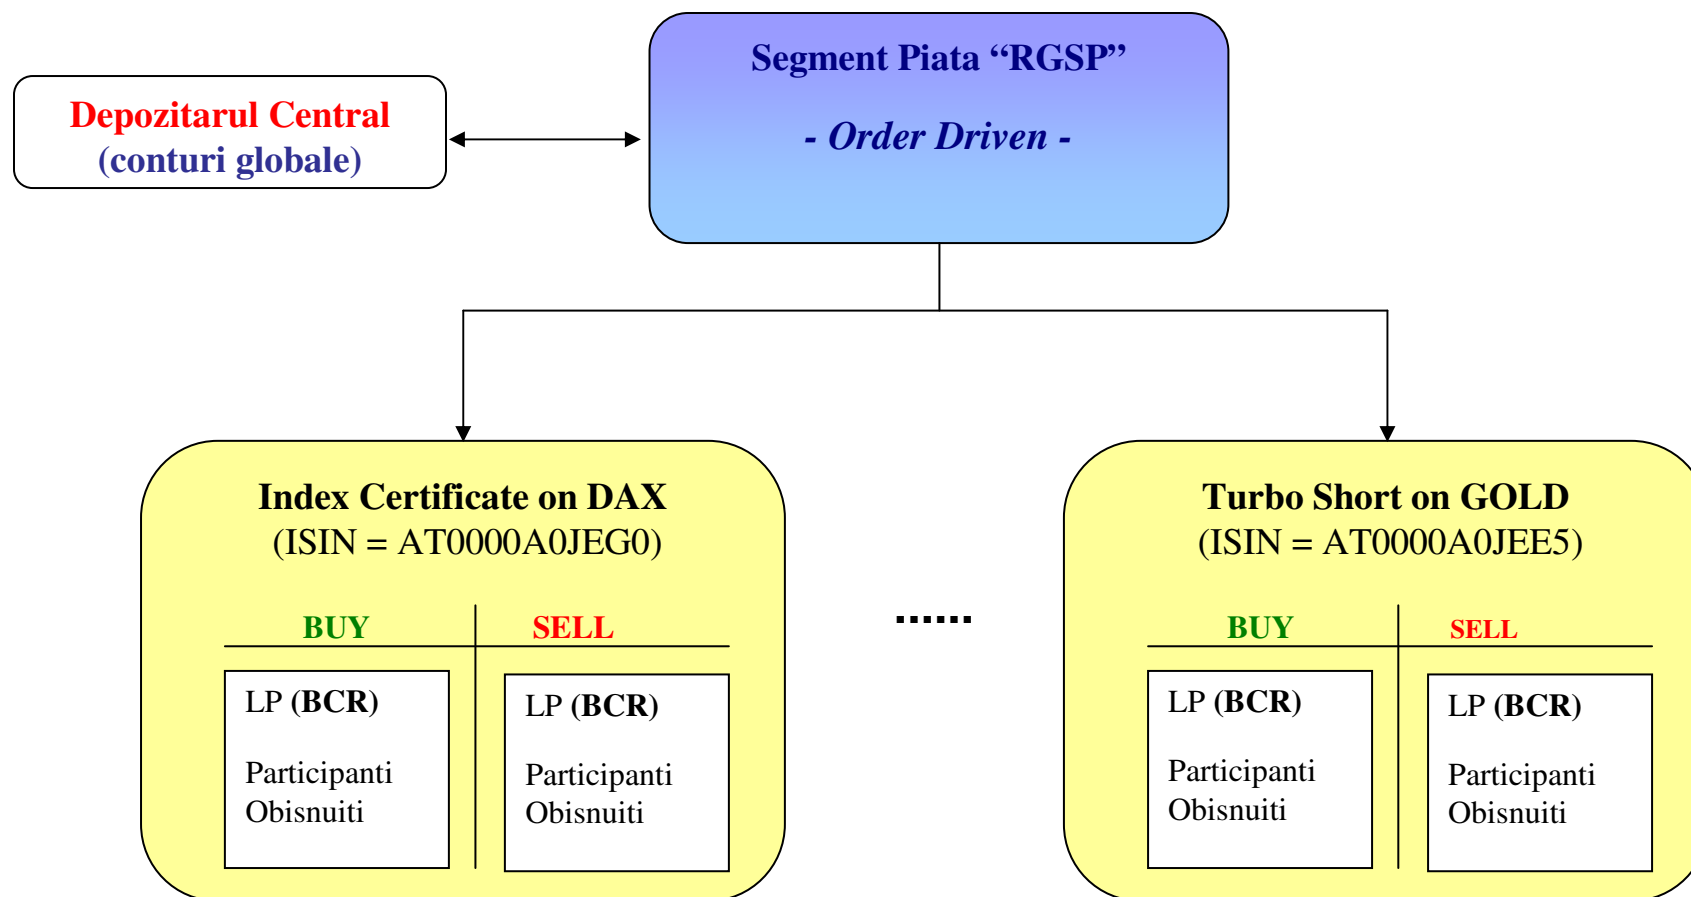 Segment Piata “RGSP”
- Order Driven -
Depozitarul Central
(conturi globale)
Index Certificate on DAX
(ISIN = AT0000A0JEG0)
BUY
SELL
LP (BCR)
Participanti
Obisnuiti
LP (BCR)
Participanti
Obisnuiti
......
Turbo Short on GOLD
(ISIN = AT0000A0JEE5)
BUY
SELL
LP (BCR)
Participanti
Obisnuiti
LP (BCR)
Participanti
Obisnuiti